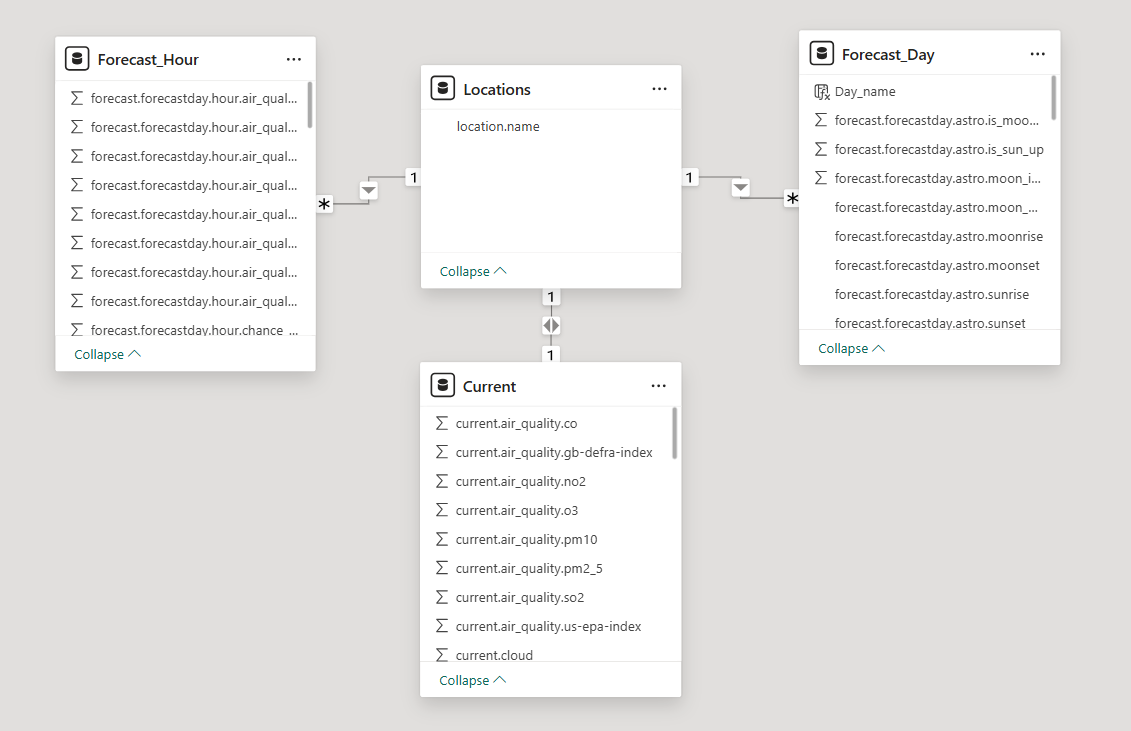 Forecast_Hour
forecast.forecastday.hour.air_qual...
forecast.forecastday.hour.air_qual...
forecast.forecastday.hour.air_qual...
forecast.forecastday.hour.air_qual...
forecast.forecastday.hour.air_qual...
forecast.forecastday.hour.air_qual...
forecast.forecastday.hour.air_qual...
forecast.forecastday.hour.air_qual...
forecast.forecastday.hour.chance_...
Collapse
*
1
Locations
location.name
Collapse
1
*
1
1
Current
current.air_quality.co
current.air_quality.gb-defra-index
current.air_quality.no2
current.air_quality.o3
current.air_quality.pm10
current.air_quality.pm2_5
current.air_quality.so2
current.air_quality.us-epa-index
current.cloud
Collapse
Forecast_Day
Day_name
forecast.forecastday.astro.is_moo...
forecast.forecastday.astro.is_sun_up
forecast.forecastday.astro.moon_i...
forecast.forecastday.astro.moon_...
forecast.forecastday.astro.moonrise
forecast.forecastday.astro.moonset
forecast.forecastday.astro.sunrise
forecast.forecastday.astro.sunset
Collapse